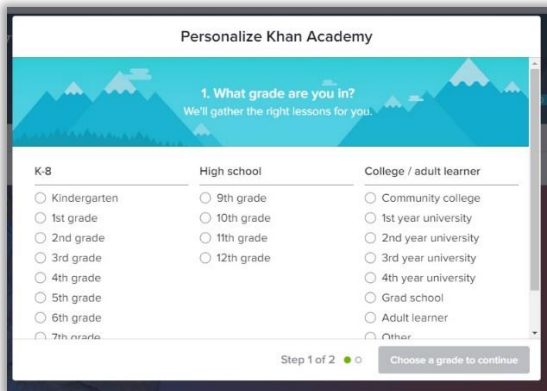 Personalize Khan Academy
1. What grade are you in?
We'll gather the right lessons for you.
K-8
Kindergarten
1st grade
2nd grade
3rd grade
4th grade
5th grade
6th grade
7th grade
High school
9th grade
10th grade
11th grade
12th grade
College / adult learner
Community college
1st year university
2nd year university
3rd year university
4th year university
Grad school
Adult learner
Other
Step 1 of 2
Choose a grade to continue